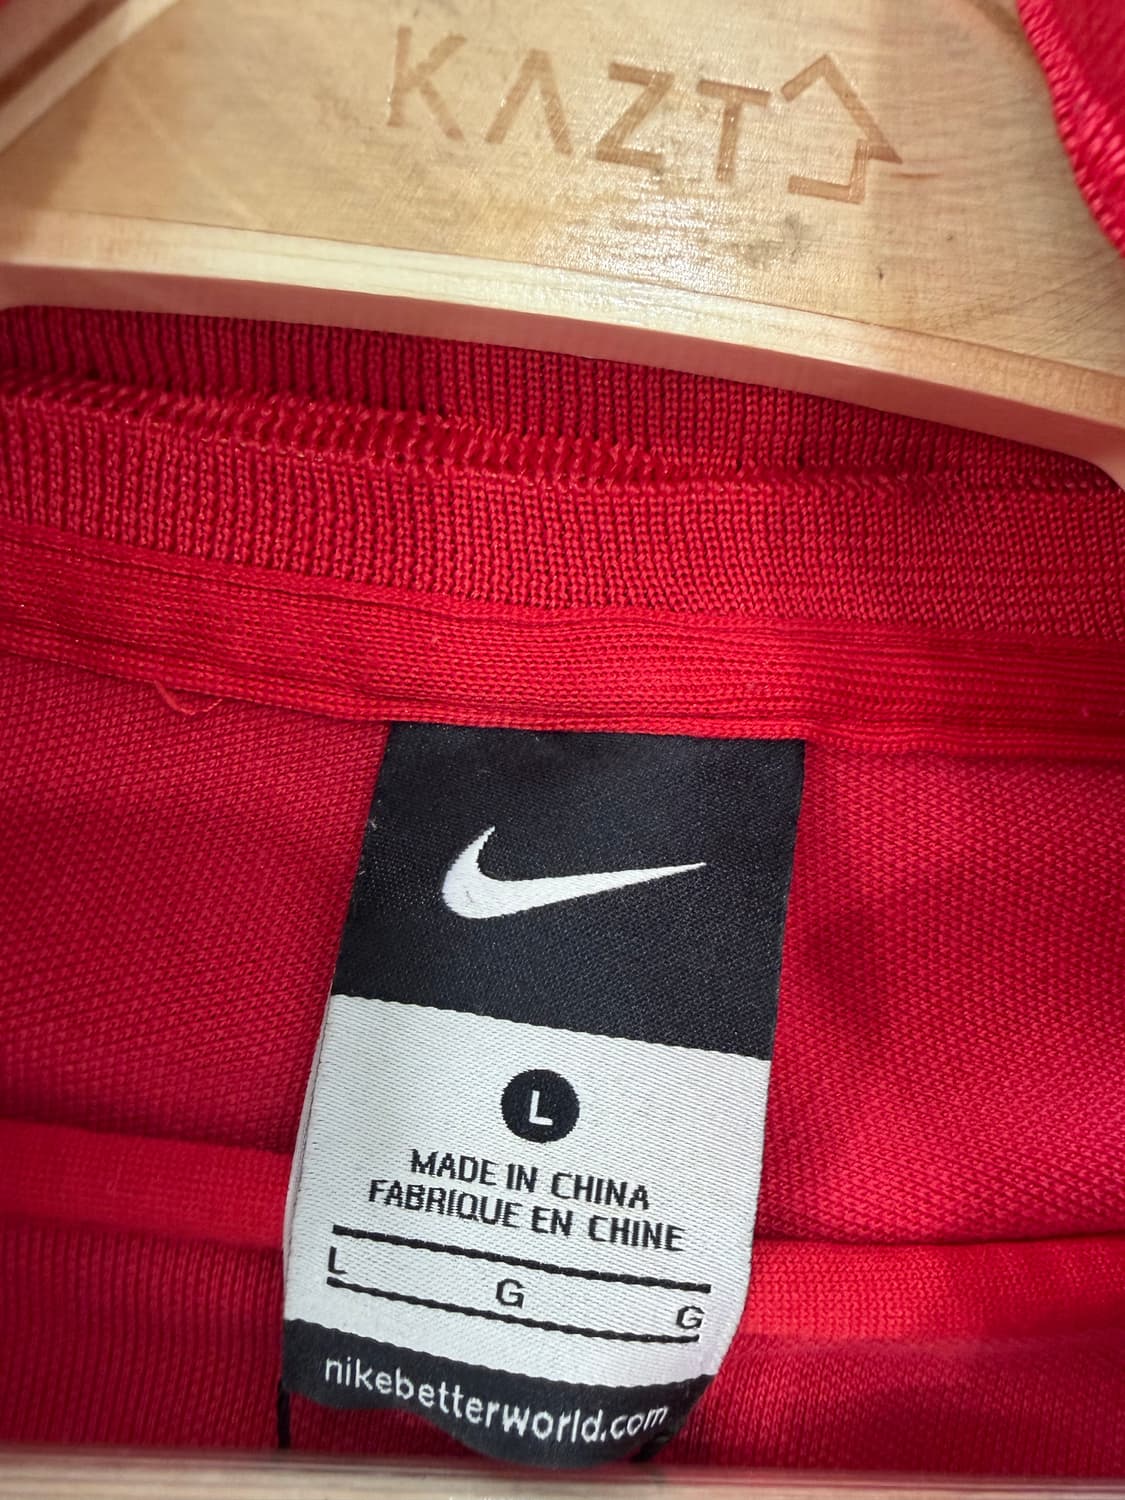 KAZT
L
MADE IN CHINA
FABRIQUE EN CHINE
L G G
nikebetterworld.com